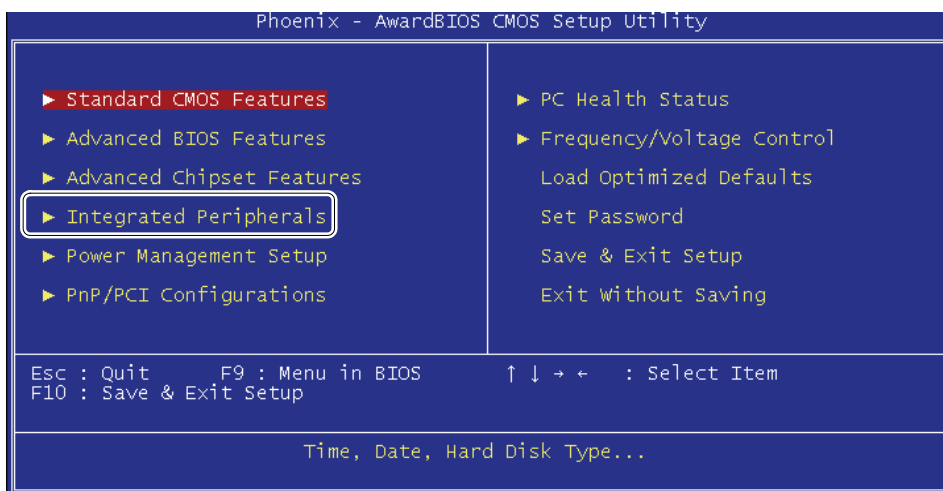 Phoenix - AwardBIOS CMOS Setup Utility
► Standard CMOS Features
► Advanced BIOS Features
► Advanced Chipset Features
► Integrated Peripherals
► Power Management Setup
► PnP/PCI Configurations
► PC Health Status
► Frequency/Voltage Control
Load Optimized Defaults
Set Password
Save & Exit Setup
Exit Without Saving
Esc : Quit F9 : Menu in BIOS ↑ ↓ → ← : Select Item
F10 : Save & Exit Setup
Time, Date, Hard Disk Type...